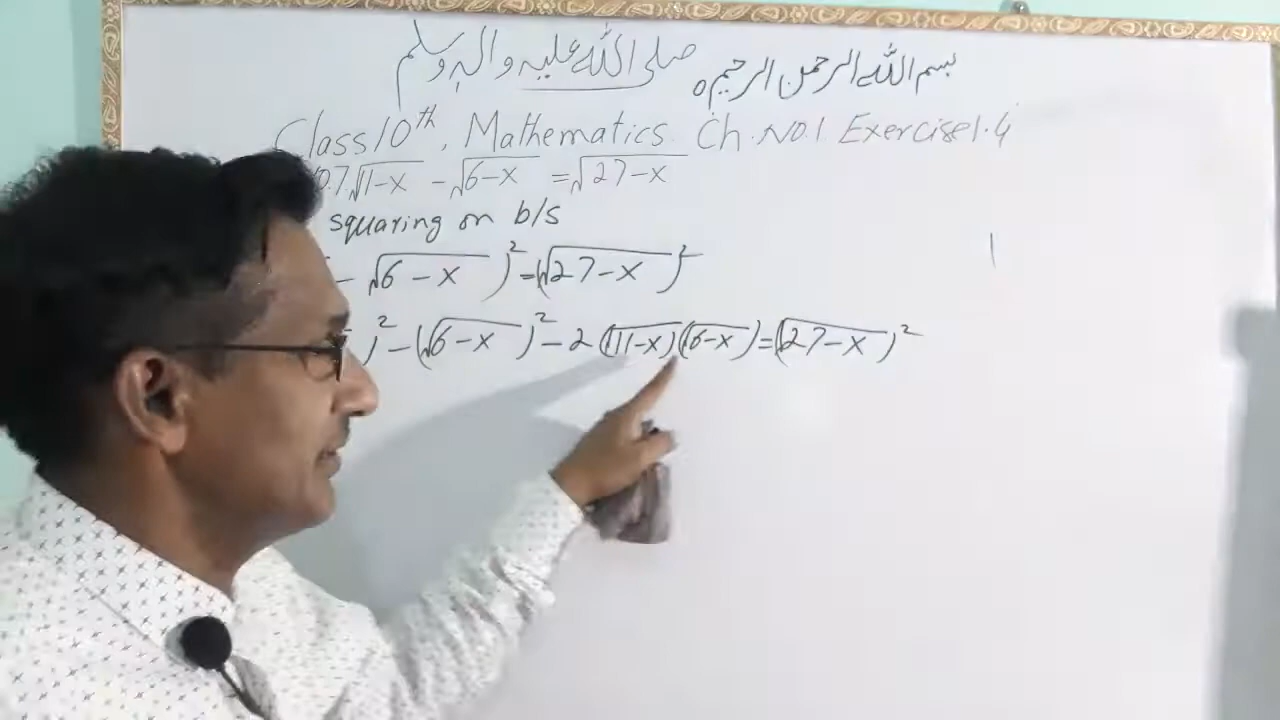 بسم اللہ الرحمن الرحیم ہ صلی اللہ علیہ والہ وسلم
Class 10th, Mathematics. Ch. No.1 Exercise 1.4
7√11-x - √6-x = √27-x
squaring on b/s
- √6-x )² = (√27-x )²
)² - (√6-x )² - 2 (√11-x)(√6-x) = (√27-x )²